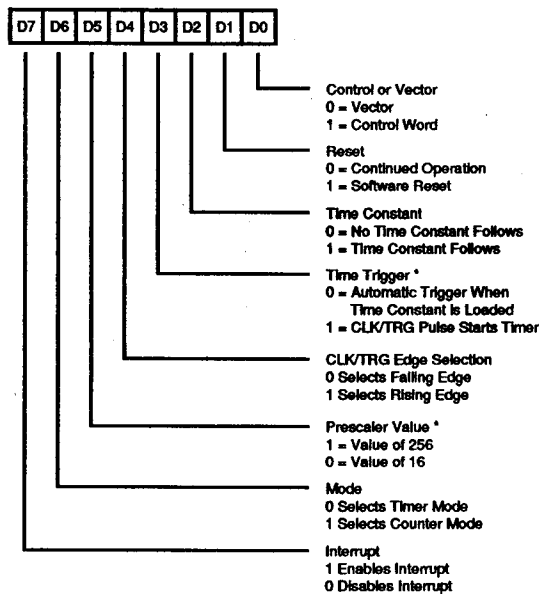 D7 D6 D5 D4 D3 D2 D1 D0
Control or Vector
0 = Vector
1 = Control Word
Reset
0 = Continued Operation
1 = Software Reset
Time Constant
0 = No Time Constant Follows
1 = Time Constant Follows
Time Trigger *
0 = Automatic Trigger When
Time Constant is Loaded
1 = CLK/TRG Pulse Starts Timer
CLK/TRG Edge Selection
0 Selects Falling Edge
1 Selects Rising Edge
Prescaler Value *
1 = Value of 256
0 = Value of 16
Mode
0 Selects Timer Mode
1 Selects Counter Mode
Interrupt
1 Enables Interrupt
0 Disables Interrupt